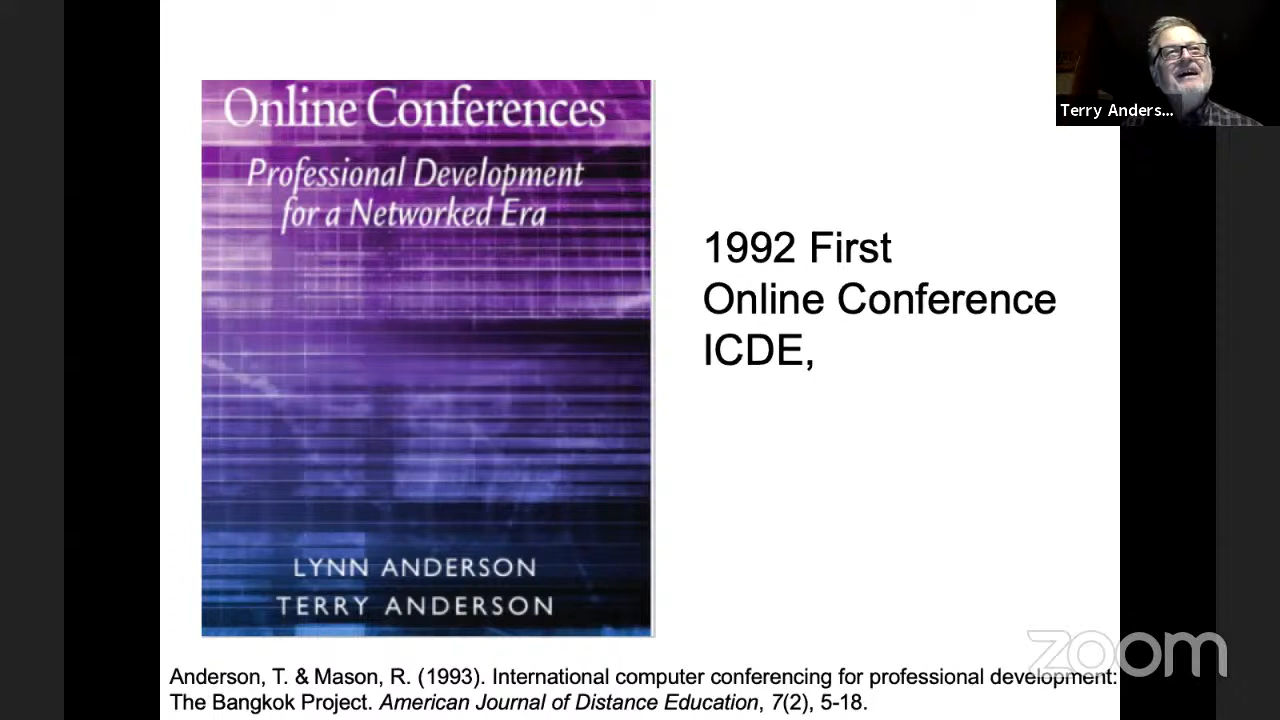 Online Conferences
Professional Development
for a Networked Era
LYNN ANDERSON
TERRY ANDERSON
1992 First
Online Conference
ICDE,
Terry Anders...
Anderson, T. & Mason, R. (1993). International computer conferencing for professional development:
The Bangkok Project. American Journal of Distance Education, 7(2), 5-18.
zoom